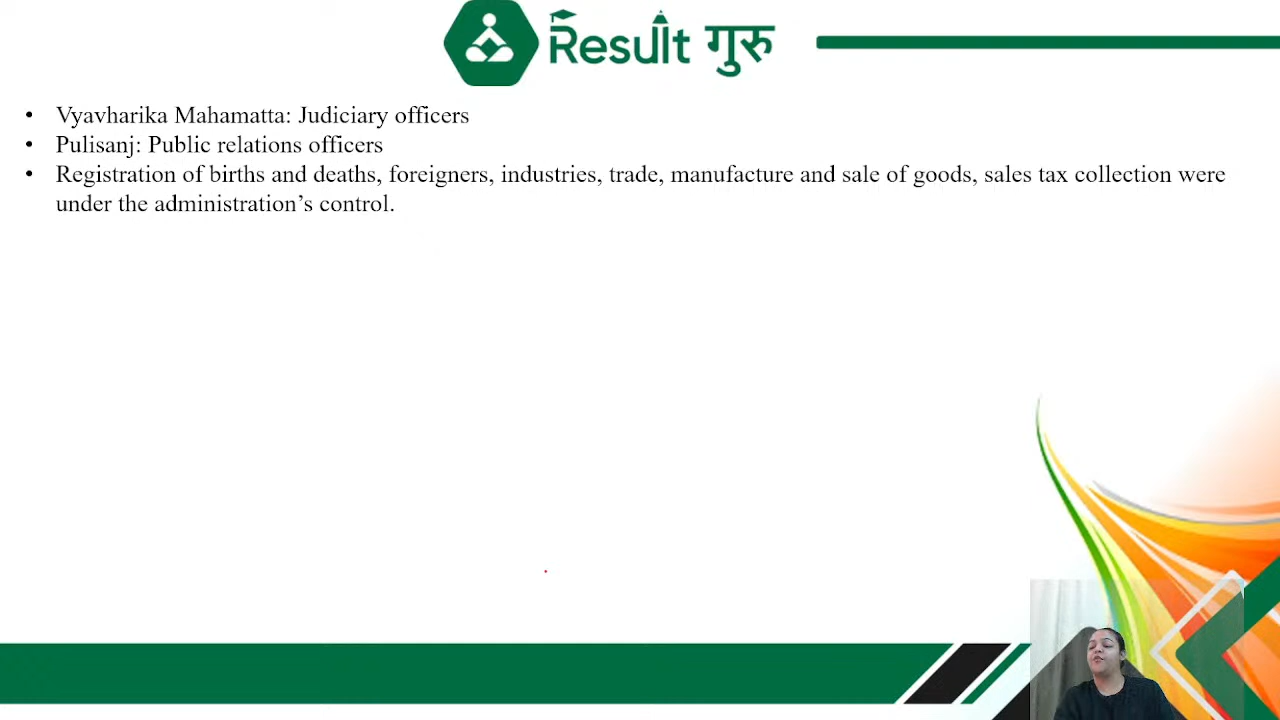 Result गुरु
• Vyavharika Mahamatta: Judiciary officers
• Pulisanj: Public relations officers
• Registration of births and deaths, foreigners, industries, trade, manufacture and sale of goods, sales tax collection were
under the administration’s control.